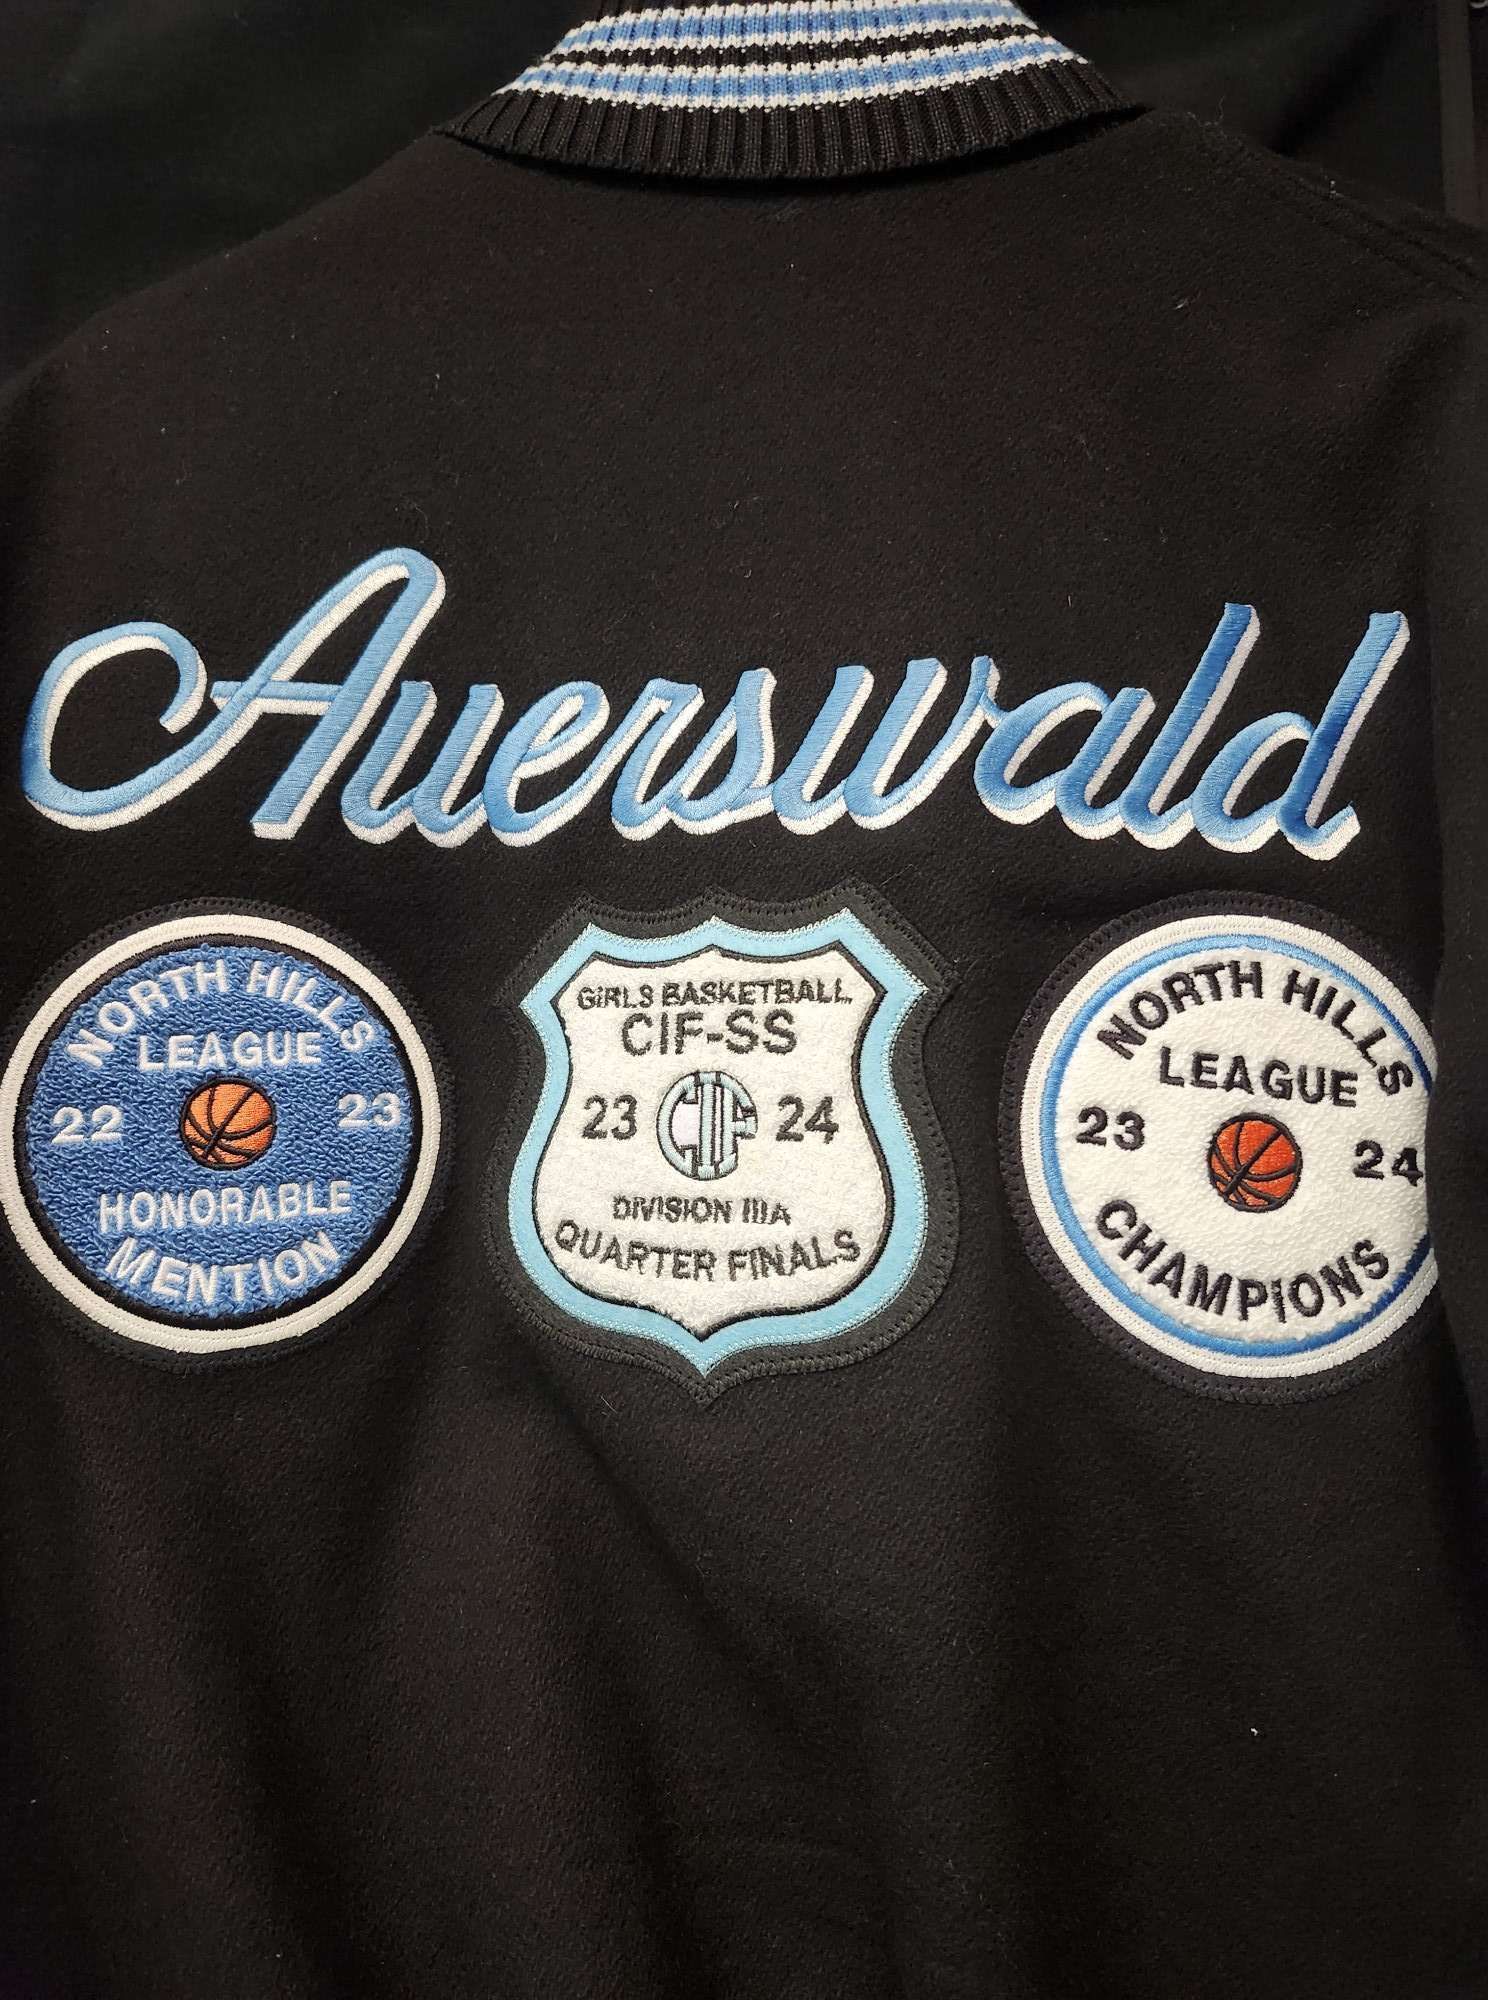 Auerswald
NORTH HILLS
LEAGUE
22 23
HONORABLE
MENTION
GIRLS BASKETBALL
CIF-SS
23 CIF 24
DIVISION IIIA
QUARTER FINALS
NORTH HILLS
LEAGUE
23 24
CHAMPIONS